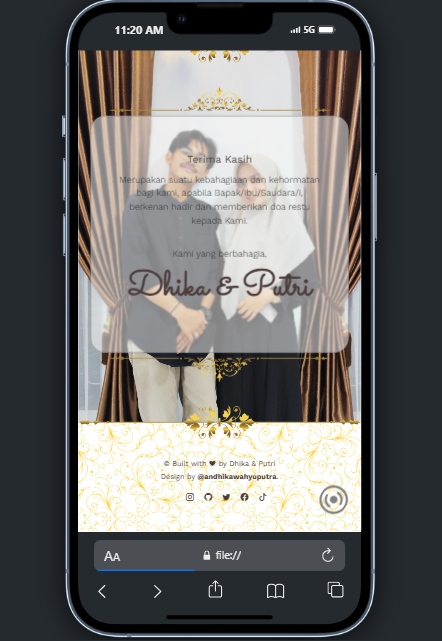 11:20 AM
5G
Terima Kasih
Merupakan suatu kebahagiaan dan kehormatan
bagi kami, apabila Bapak/Ibu/Saudara/i,
berkenan hadir dan memberikan doa restu
kepada Kami.
Kami yang berbahagia,
Dhika & Putri
© Built with ♥ by Dhika & Putri
Design by @andhikawahyuputra.
AA
file://